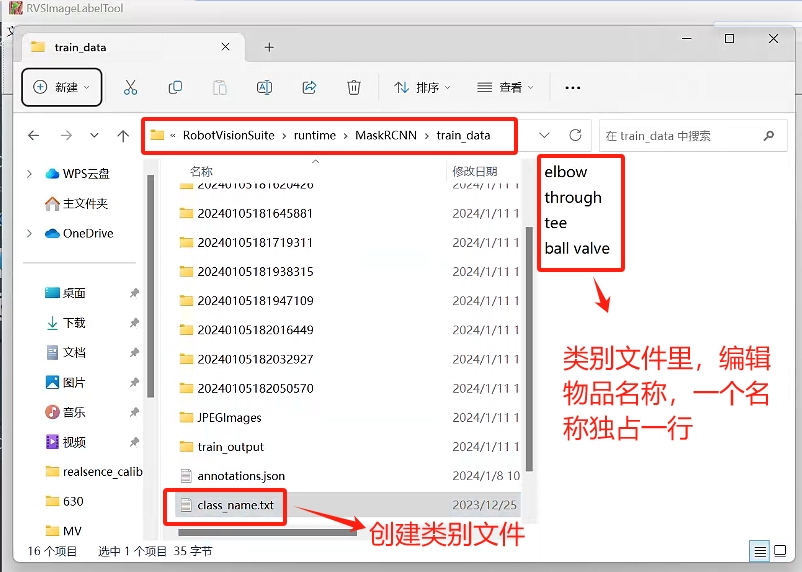 RVSImageLabelTool
train_data
新建
排序
查看
« RobotVisionSuite › runtime › MaskRCNN › train_data
在 train_data 中搜索
WPS云盘
主文件夹
OneDrive
桌面
下载
文档
图片
音乐
视频
realsence_calib
630
MV
名称 修改日期
20240105181620426 2024/1/11 1
20240105181645881 2024/1/11 1
20240105181719311 2024/1/11 1
20240105181938315 2024/1/11 1
20240105181947109 2024/1/11 1
20240105182016449 2024/1/11 1
20240105182032927 2024/1/11 1
20240105182050570 2024/1/11 1
JPEGImages 2024/1/11 1
train_output 2024/1/11 1
annotations.json 2024/1/8 10
class_name.txt 2023/12/25
elbow
through
tee
ball valve
类别文件里，编辑
物品名称，一个名
称独占一行
创建类别文件
16 个项目 选中 1 个项目 35 字节